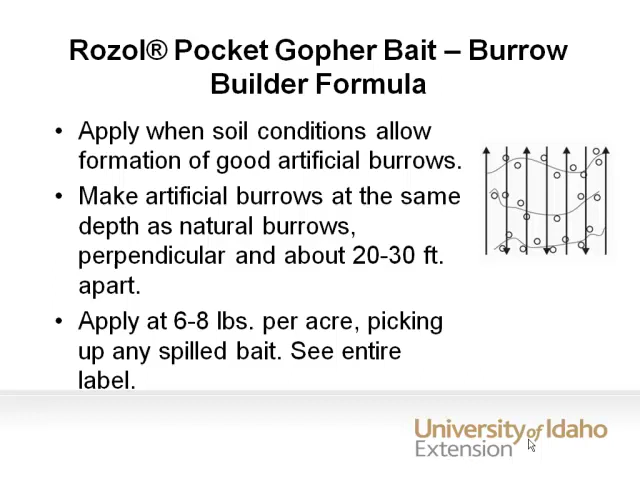 Rozol® Pocket Gopher Bait – Burrow
Builder Formula
• Apply when soil conditions allow
formation of good artificial burrows.
• Make artificial burrows at the same
depth as natural burrows,
perpendicular and about 20-30 ft.
apart.
• Apply at 6-8 lbs. per acre, picking
up any spilled bait. See entire
label.
University of Idaho
Extension